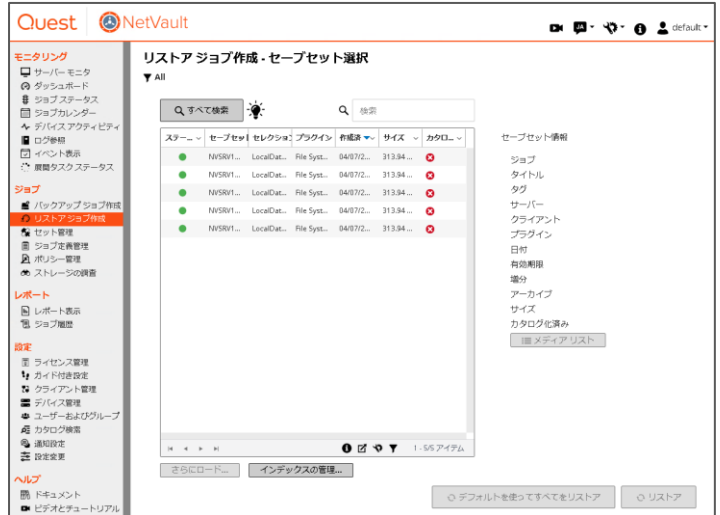 Quest NetVault
JA
default
モニタリング
サーバー モニタ
ダッシュボード
ジョブ ステータス
ジョブカレンダー
デバイス アクティビティ
ログ参照
イベント表示
展開タスク ステータス
ジョブ
バックアップ ジョブ作成
リストア ジョブ作成
セット管理
ジョブ定義管理
ポリシー管理
ストレージの調査
レポート
レポート表示
ジョブ履歴
設定
ライセンス管理
ガイド付き設定
クライアント管理
デバイス管理
ユーザーおよびグループ
カタログ検索
通知設定
設定変更
ヘルプ
ドキュメント
ビデオとチュートリアル
リストア ジョブ作成 - セーブセット選択
All
すべて検索
検索
ステー... セーブセッ セレクショ プラグイン 作成済 サイズ カタロ...
NVSRV1... LocalDat... File Syst... 04/07/2... 313.94 ...
NVSRV1... LocalDat... File Syst... 04/07/2... 313.94 ...
NVSRV1... LocalDat... File Syst... 04/07/2... 313.94 ...
NVSRV1... LocalDat... File Syst... 04/07/2... 313.94 ...
NVSRV1... LocalDat... File Syst... 04/07/2... 313.94 ...
1 - 5/5 アイテム
さらにロード...
インデックスの管理...
セーブセット情報
ジョブ
タイトル
タグ
サーバー
クライアント
プラグイン
日付
有効期限
増分
アーカイブ
サイズ
カタログ化済み
メディア リスト
デフォルトを使ってすべてをリストア
リストア